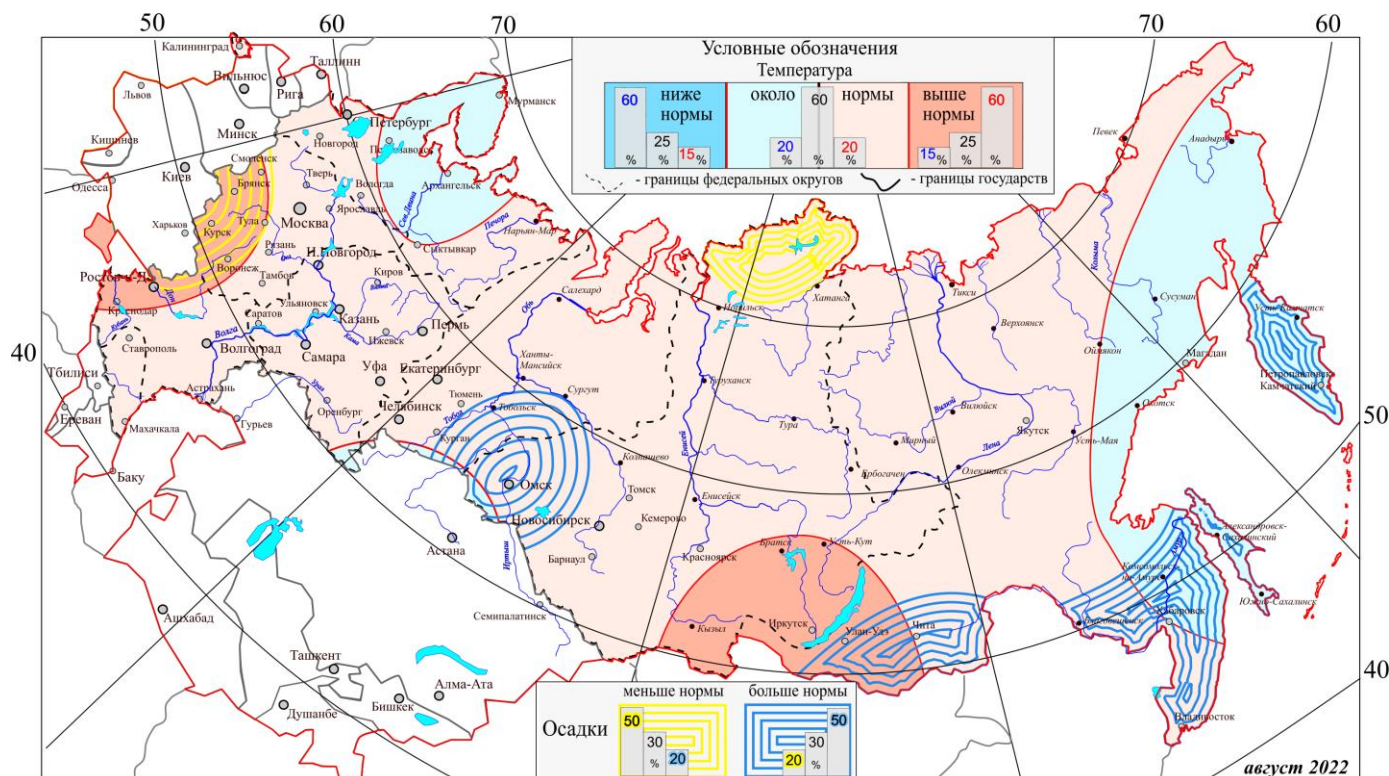 50
60
70
70
60
Калининград
Таллинн
Вильнюс
Рига
Львов
Мурманск
Минск
Петербург
Кишинев
Новгород
Петрозаводск
Смоленск
Киев
Тверь
Вологда
Архангельск
Одесса
Брянск
Москва
Ярославль
Сев.Двина
Печора
Харьков
Курск
Тула
Нарьян-Мар
Рязань
Ока
Н.Новгород
Сыктывкар
Воронеж
Тамбов
Киров
Вятка
Ростов-н-Д
Дон
Ульяновск
Салехард
Обь
Краснодар
Саратов
Казань
Пермь
Кубань
Волга
Кама
Ижевск
Ставрополь
Волгоград
Самара
Ханты-
Мансийск
40
Тбилиси
Уфа
Екатеринбург
Сургут
Астрахань
Урал
Тюмень
Ереван
Оренбург
Челябинск
Тобол
Тобольск
Махачкала
Гурьев
Курган
Колпашево
Баку
Омск
Томск
Новосибирск
Кемерово
Астана
Иртыш
Барнаул
Семипалатинск
Ашхабад
Ташкент
Алма-Ата
Душанбе
Бишкек
Условные обозначения
Температура
ниже
нормы
около
нормы
выше
нормы
60
25
%
15%
%
20
%
60
%
20
%
15
%
25
%
60
%
- границы федеральных округов
- границы государств
Певек
Анадырь
Колыма
Норильск
Хатанга
Тикси
Сусуман
Усть-Камчатск
Верхоянск
Оймякон
Магадан
Петропавловск-
Камчатский
Туруханск
Охотск
Тура
Вилюй
Вилюйск
50
Енисей
Мирный
Якутск
Усть-Мая
Лена
Ербогачен
Олекминск
Енисейск
Александровск-
Сахалинский
Красноярск
Братск
Усть-Кут
Амур
Комсомольск-
на-Амуре
Южно-Сахалинск
Кызыл
Иркутск
Улан-Удэ
Чита
Благовещенск
Хабаровск
40
Владивосток
меньше нормы
больше нормы
Осадки
50
30
%
20
20
30
%
50
август 2022